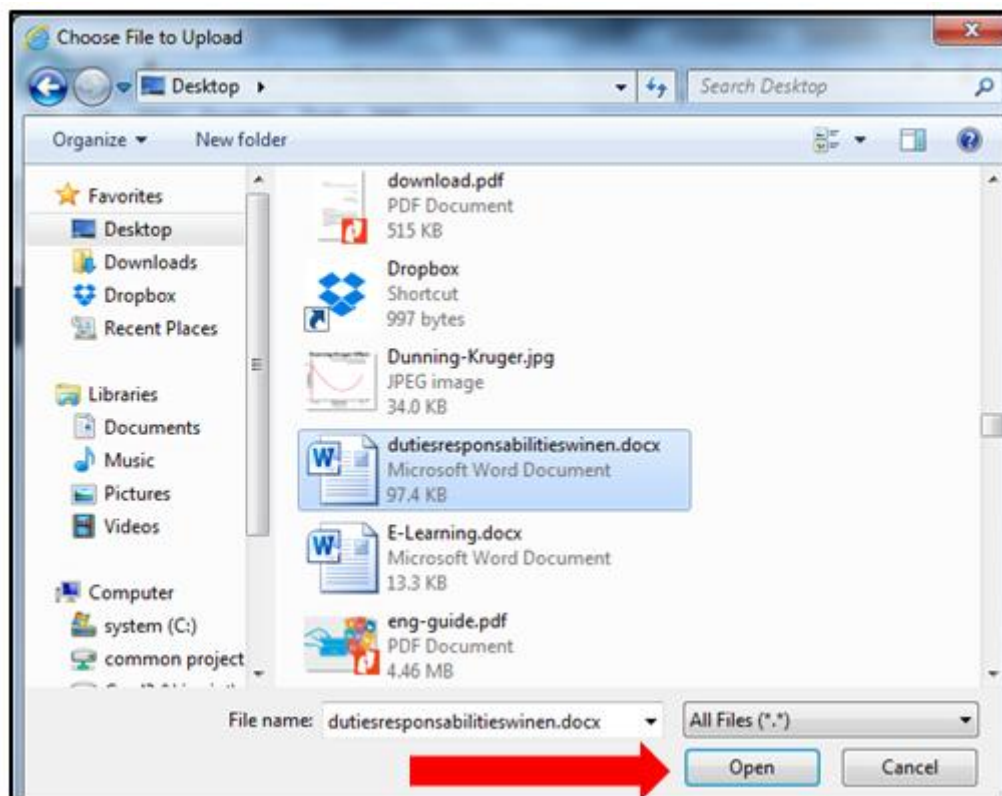 Choose File to Upload
x
Desktop
Search Desktop
Organize
New folder
Favorites
Desktop
Downloads
Dropbox
Recent Places
Libraries
Documents
Music
Pictures
Videos
Computer
system (C:)
common project
download.pdf
PDF Document
515 KB
Dropbox
Shortcut
997 bytes
Dunning-Kruger.jpg
JPEG image
34.0 KB
dutiesresponsabilitieswinen.docx
Microsoft Word Document
97.4 KB
E-Learning.docx
Microsoft Word Document
13.3 KB
eng-guide.pdf
PDF Document
4.46 MB
File name: dutiesresponsabilitieswinen.docx
All Files (*.*)
Open
Cancel